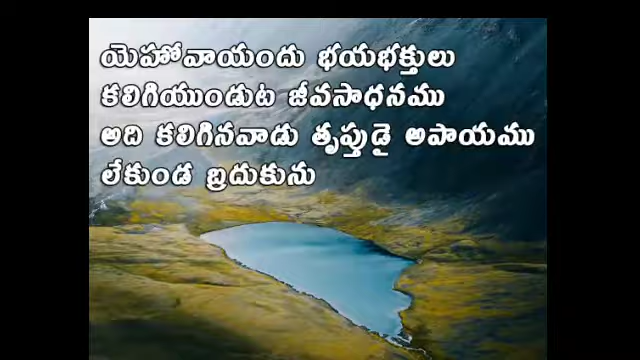 యెహోవాయందు భయభక్తులు
కలిగియుండుట జీవసాధనము
అది కలిగినవాడు తృప్తుడై అపాయము
లేకుండ బ్రదుకును